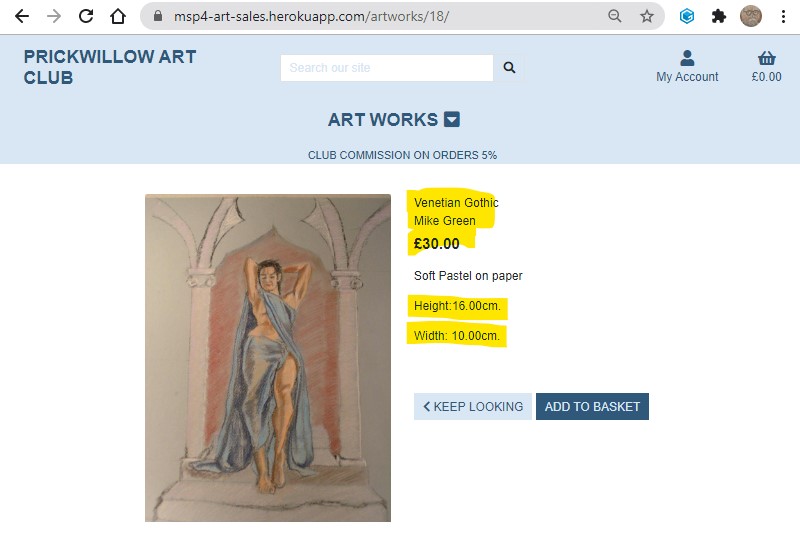 msp4-art-sales.herokuapp.com/artworks/18/
PRICKWILLOW ART
CLUB
Search our site
My Account
£0.00
ART WORKS
CLUB COMMISSION ON ORDERS 5%
Venetian Gothic
Mike Green
£30.00
Soft Pastel on paper
Height:16.00cm.
Width: 10.00cm.
KEEP LOOKING
ADD TO BASKET